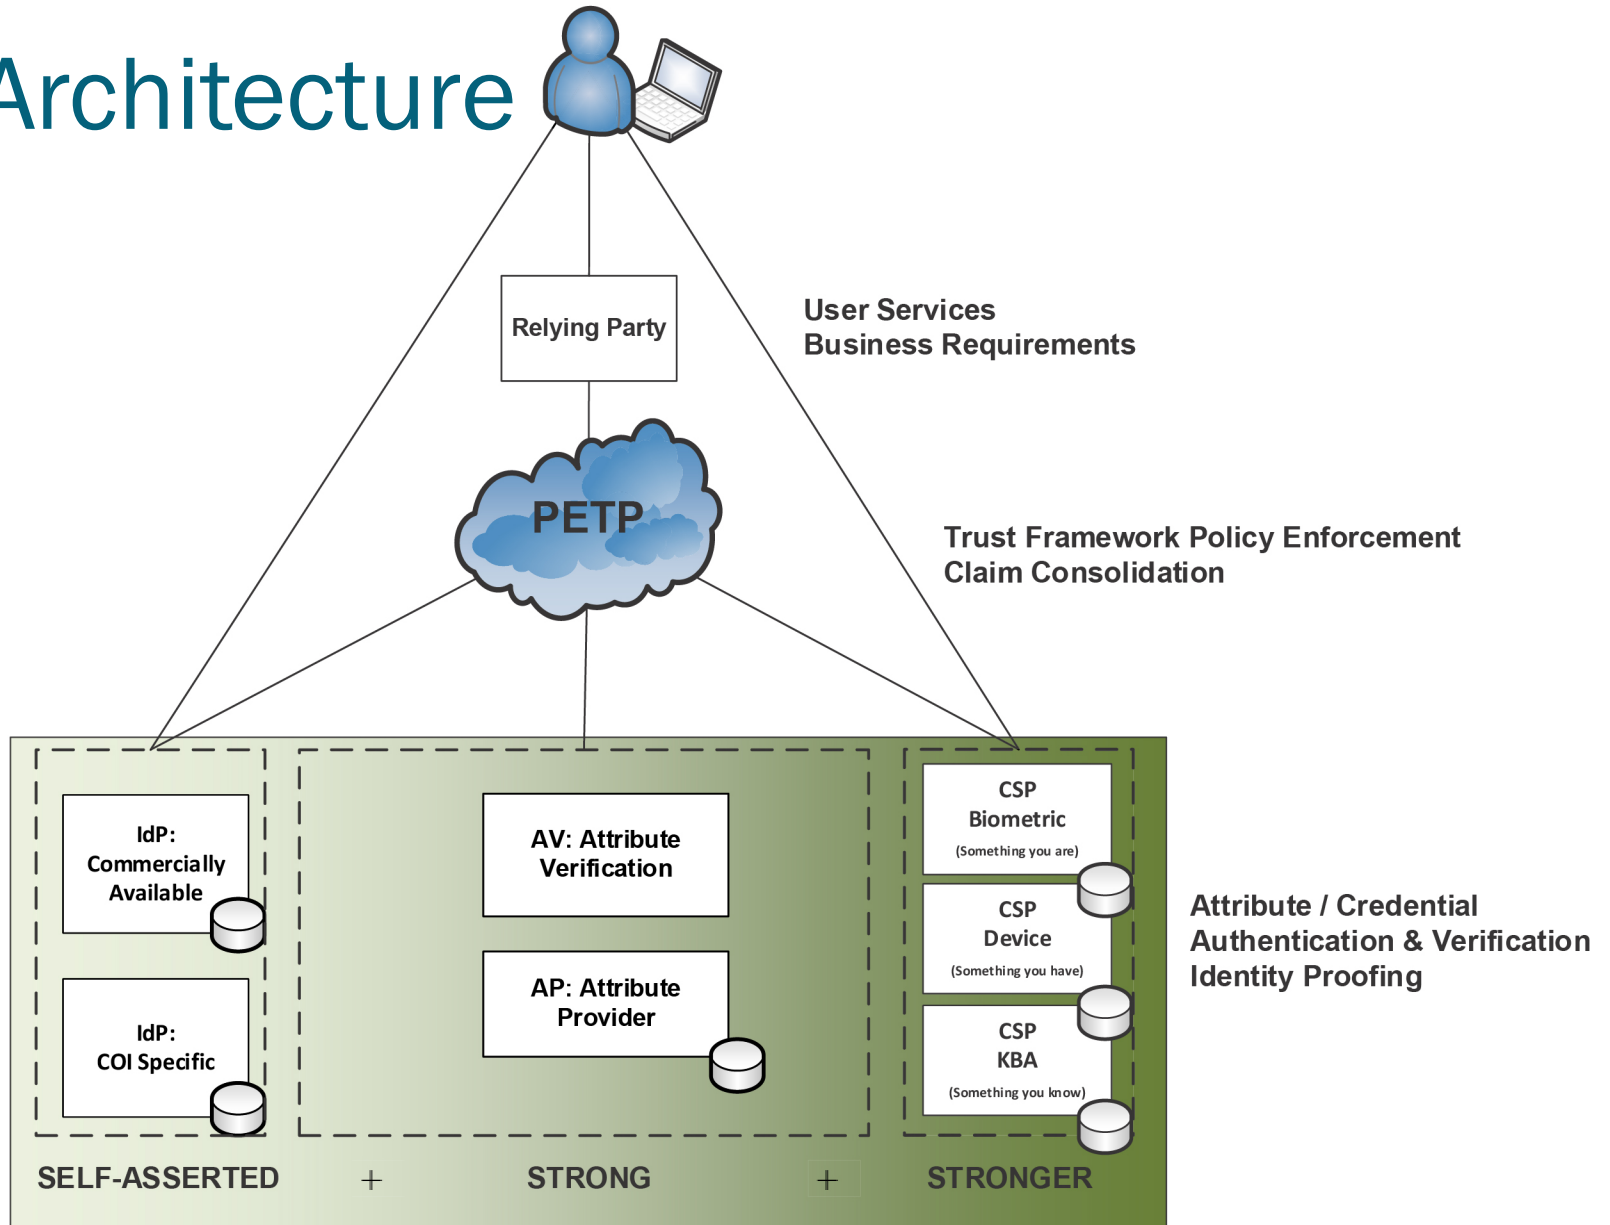 Architecture
Relying Party
User Services
Business Requirements
PETP
Trust Framework Policy Enforcement
Claim Consolidation
IdP:
Commercially
Available
IdP:
COI Specific
AV: Attribute
Verification
AP: Attribute
Provider
CSP
Biometric
(Something you are)
CSP
Device
(Something you have)
CSP
KBA
(Something you know)
Attribute / Credential
Authentication & Verification
Identity Proofing
SELF-ASSERTED + STRONG + STRONGER